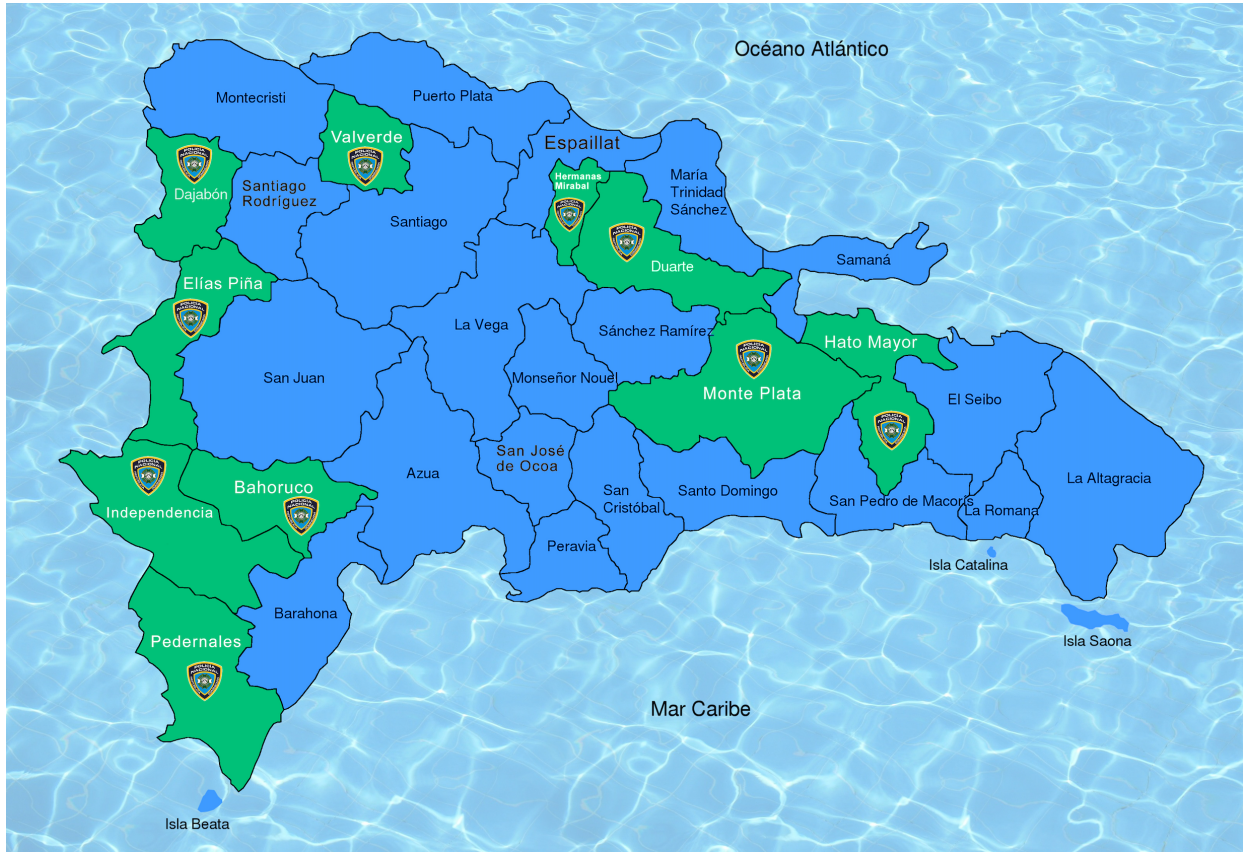 Océano Atlántico
Montecristi
Puerto Plata
Valverde
Espaillat
POLICIA
NACIONAL
Dajabón
Santiago
Rodríguez
Hermanas
Mirabal
María
Trinidad
Sánchez
Santiago
Duarte
Samaná
Elías Piña
La Vega
Sánchez Ramírez
Hato Mayor
San Juan
Monseñor Nouel
Monte Plata
El Seibo
San José
de Ocoa
Azua
Bahoruco
Independencia
San
Cristóbal
Santo Domingo
San Pedro de Macorís
La Romana
La Altagracia
Peravia
Isla Catalina
Barahona
Pedernales
Isla Saona
Mar Caribe
Isla Beata